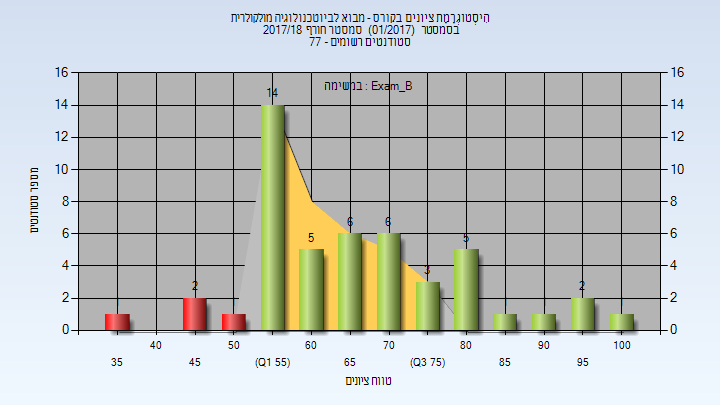 היסטוגרמת ציונים בקורס - מבוא לביוטכנולוגיה מולקולרית
בסמסטר (01/2017) סמסטר חורף 2017/18
סטודנטים רשומים - 77
במשימה : Exam_B
מספר סטודנטים
16 16
14 14
12 12
10 10
8 8
6 6
4 4
2 2
0 0
14
2
5
6
6
3
5
2
40 50 60 70 80 90 100
35 45 (Q1 55) 65 (Q3 75) 85 95
טווח ציונים